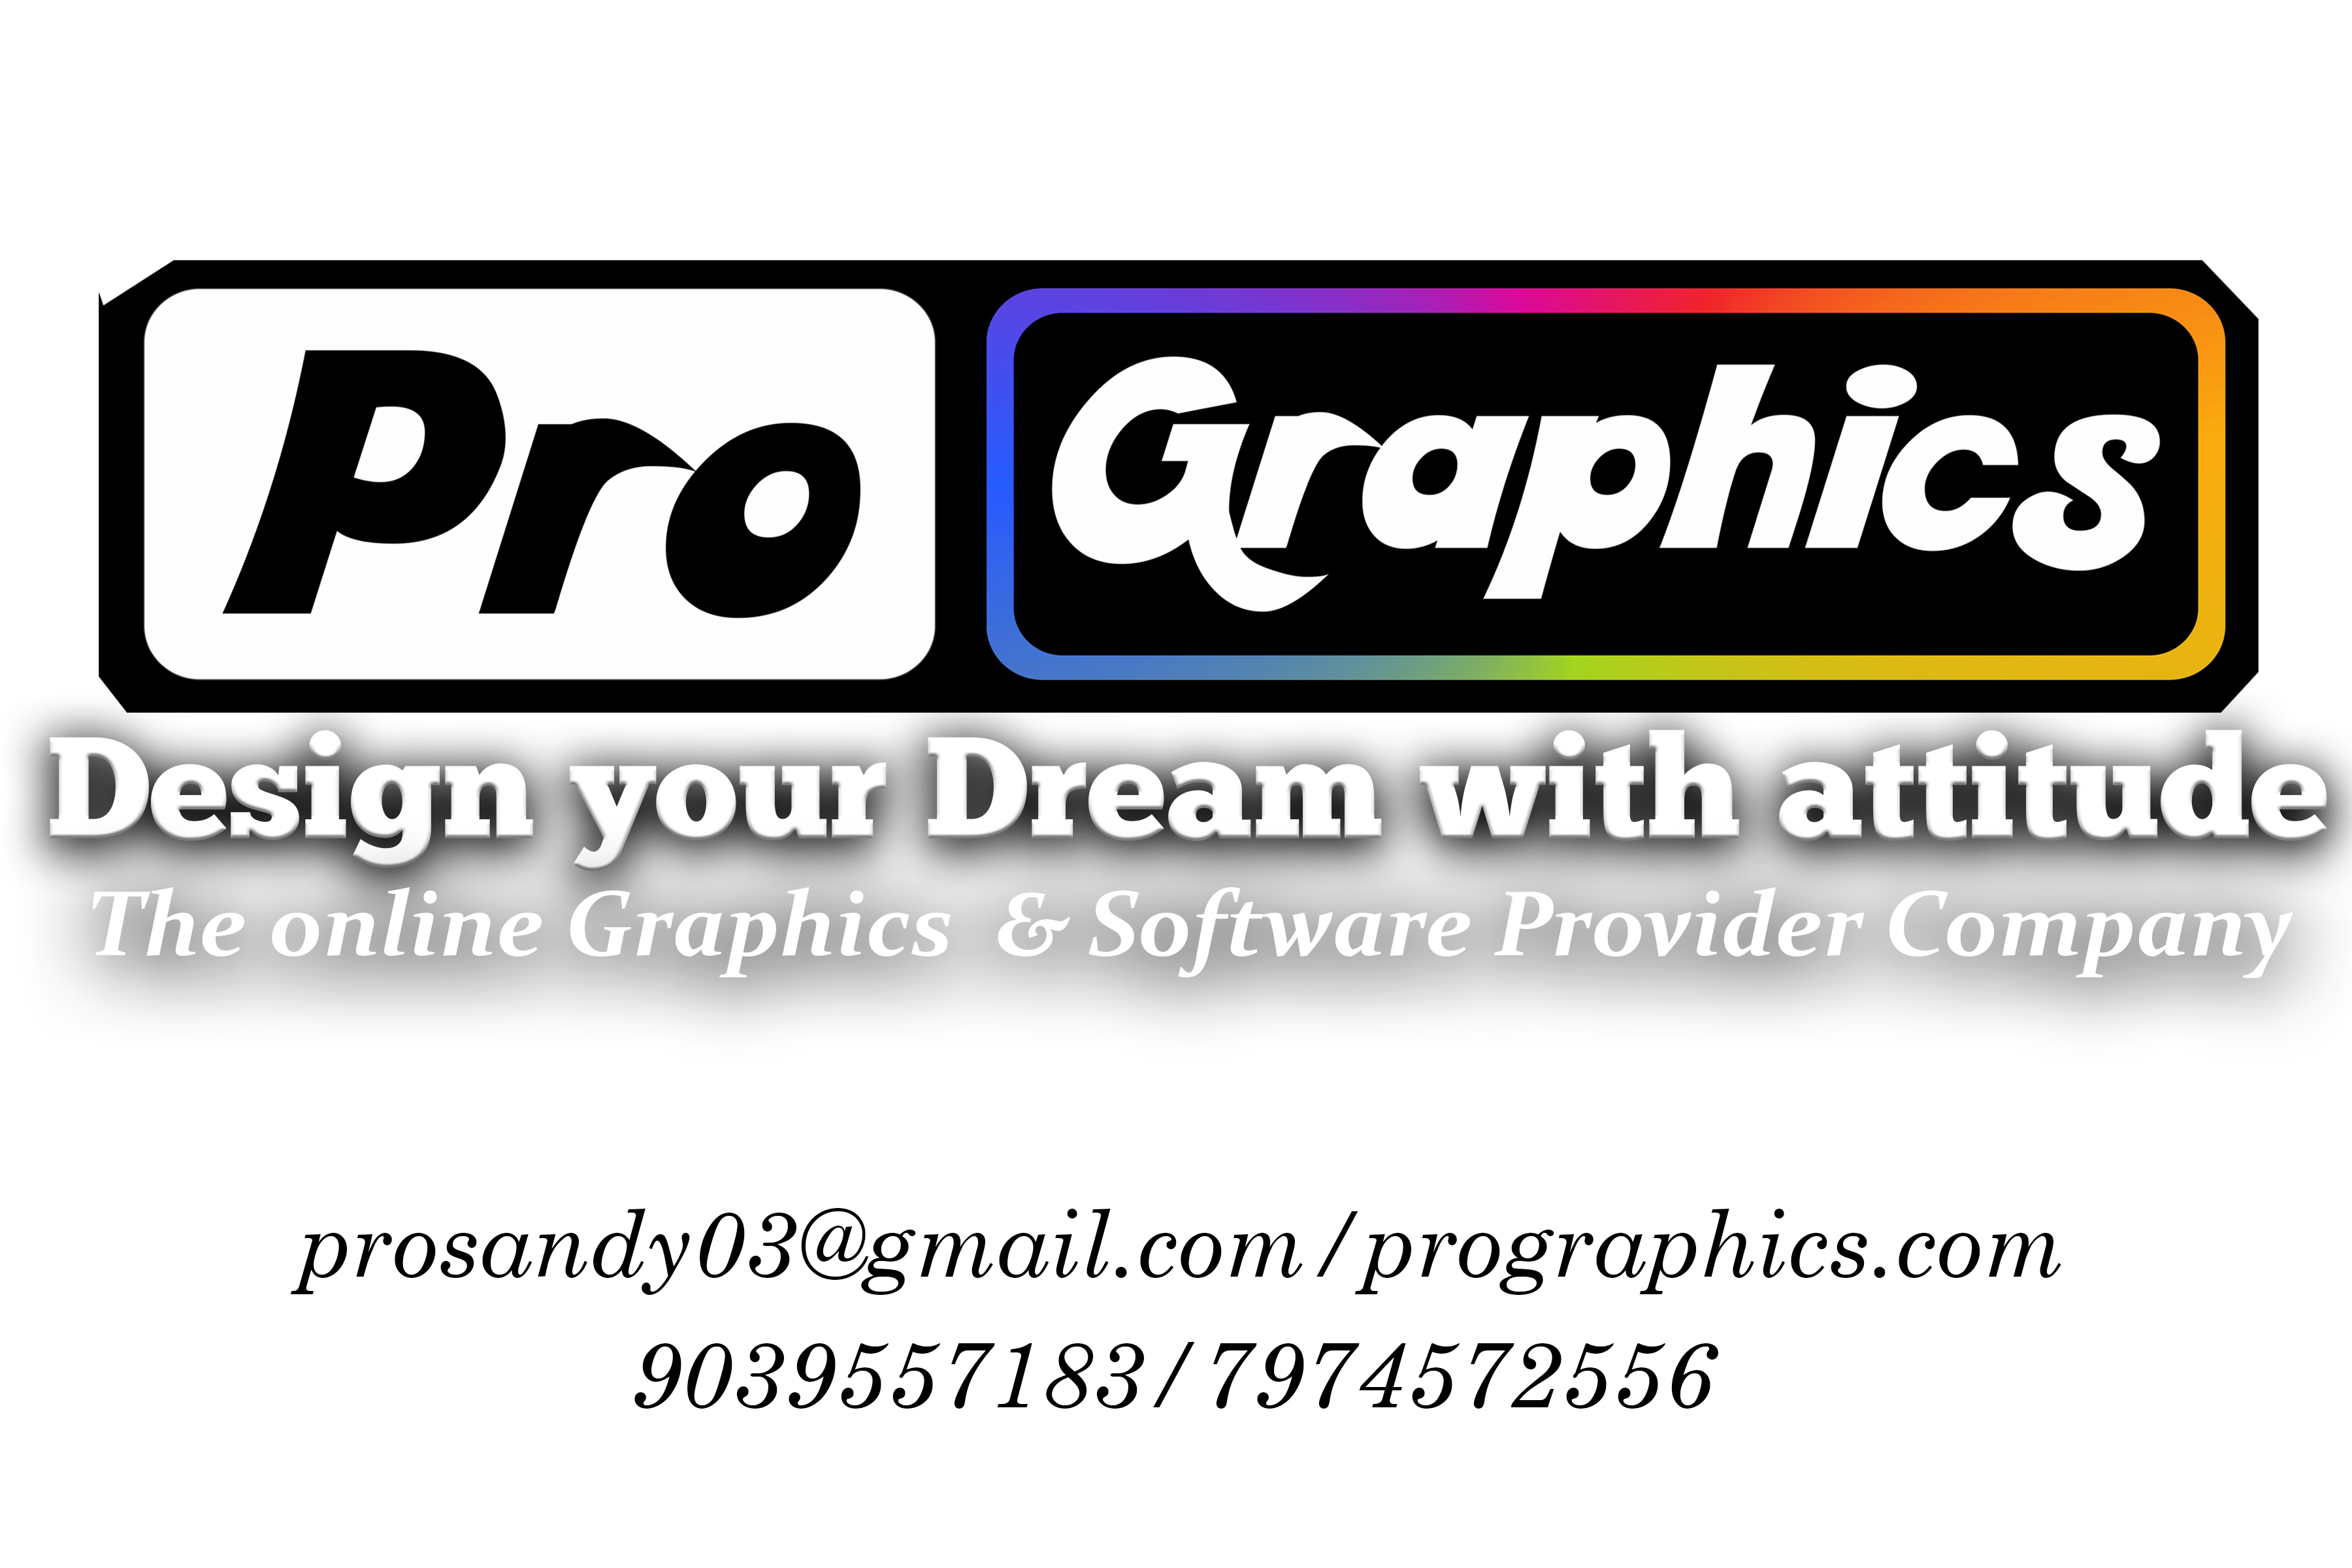 Pro Graphics
Design your Dream with attitude
The online Graphics & Software Provider Company
prosandy03@gmail.com/prographics.com
9039557183/7974572556